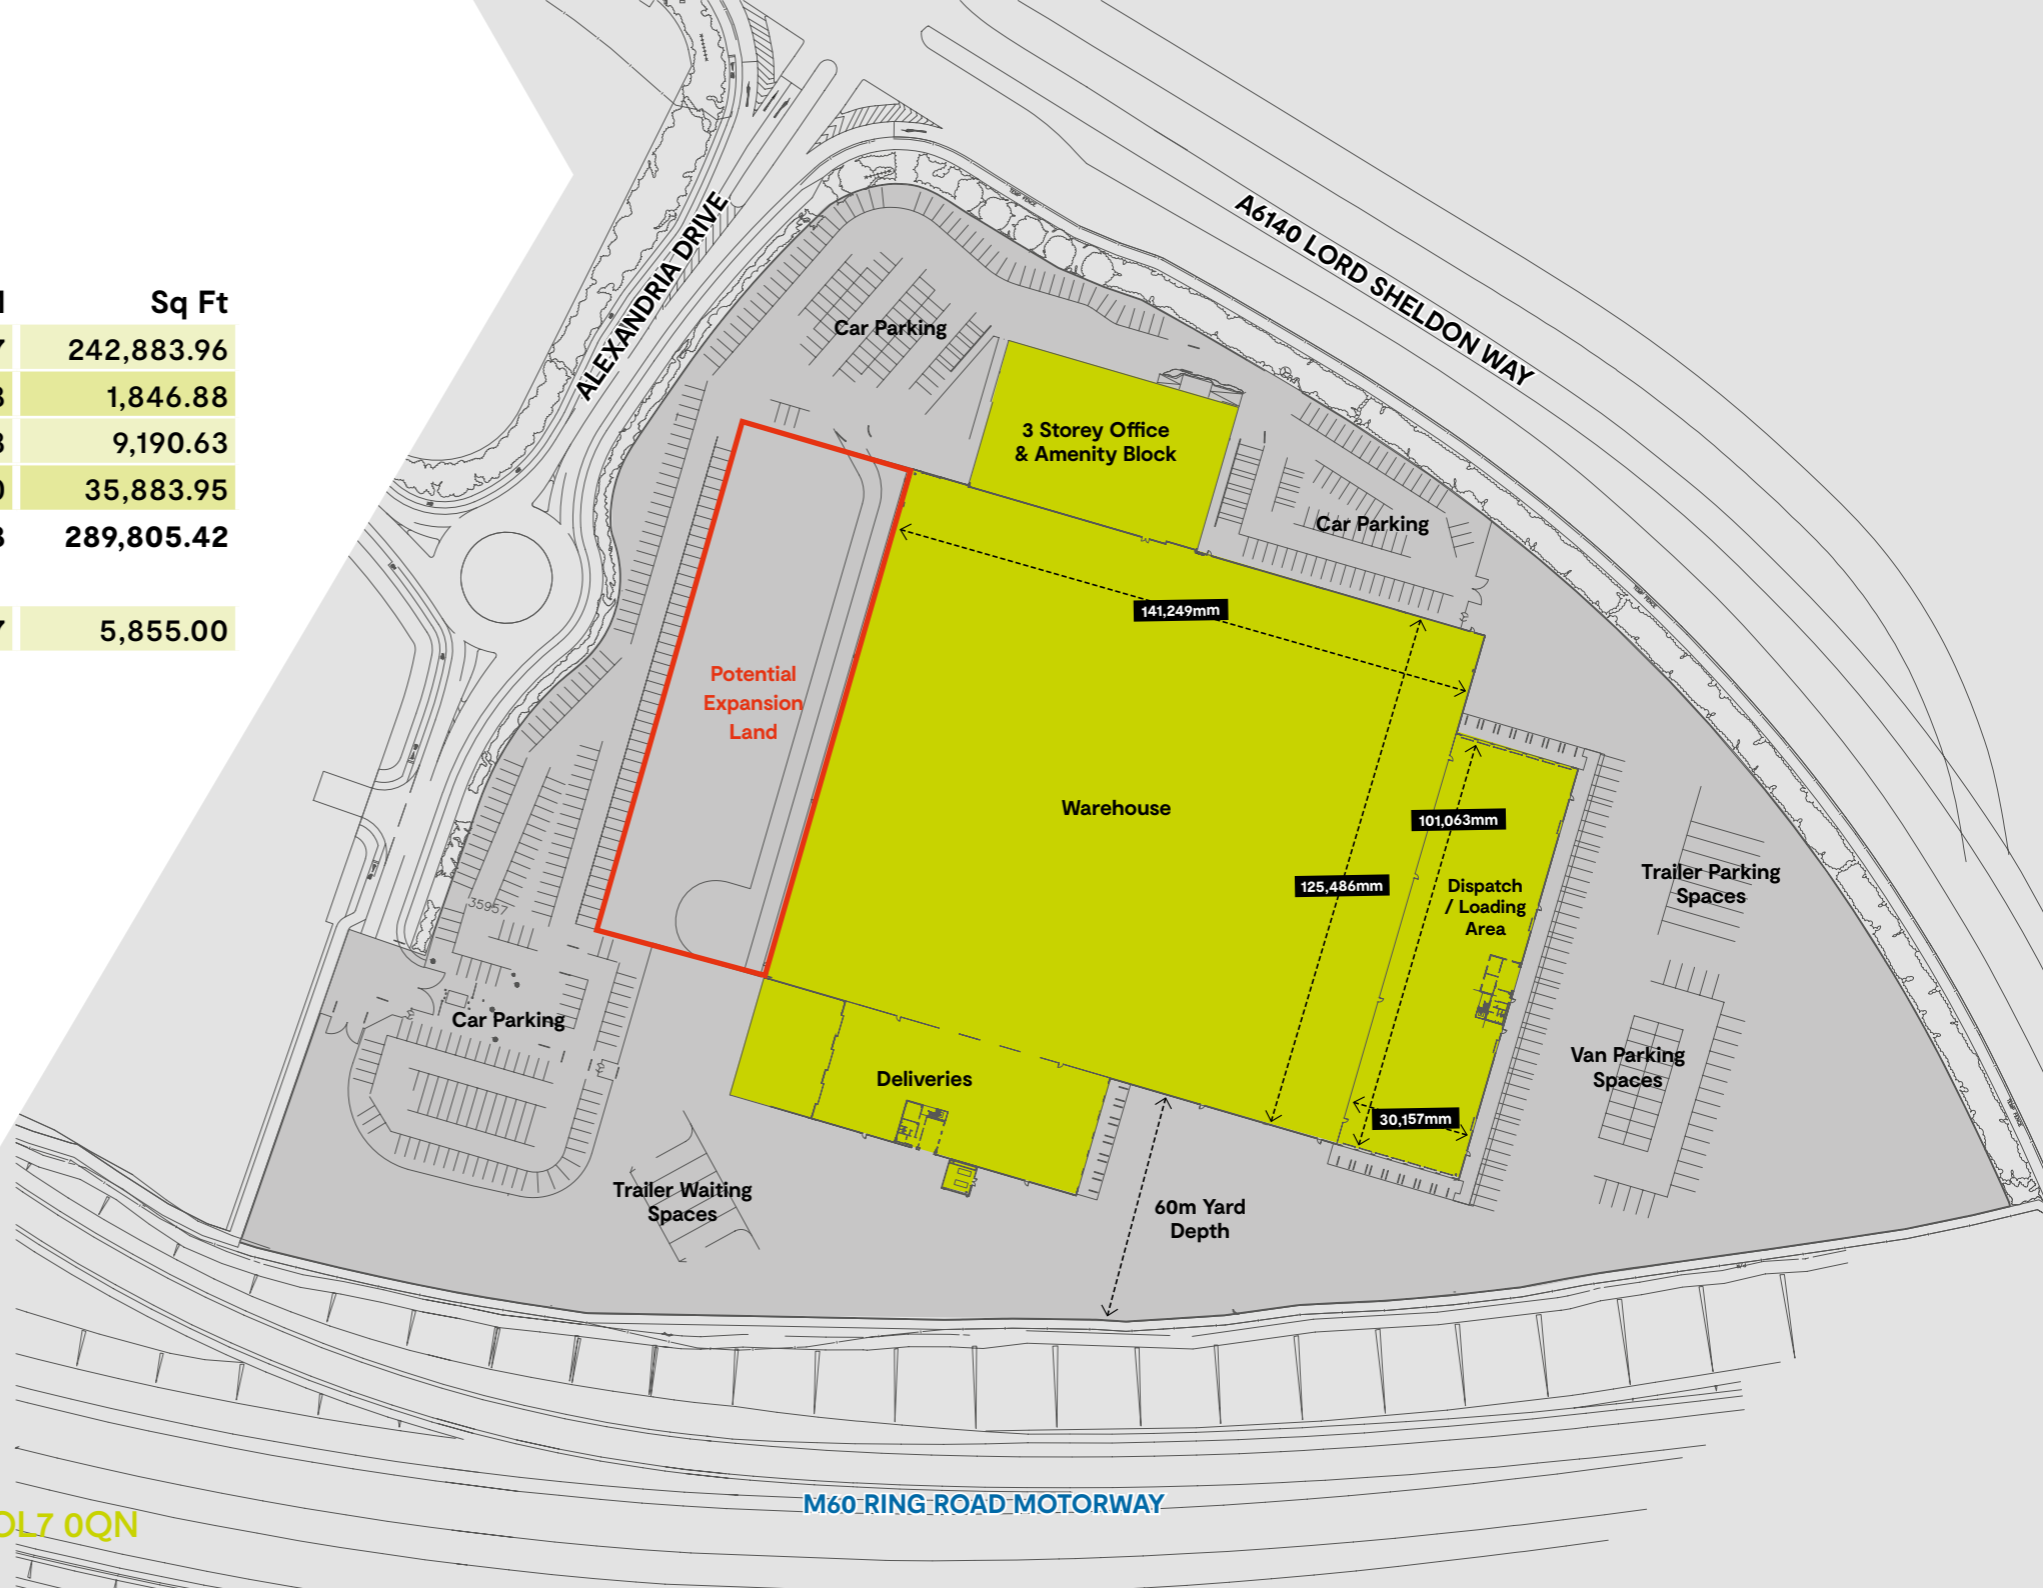 Sq Ft
242,883.96
1,846.88
9,190.63
35,883.95
289,805.42
5,855.00
ALEXANDRIA DRIVE
A6140 LORD SHELDON WAY
Car Parking
3 Storey Office
& Amenity Block
Car Parking
141,249mm
Potential
Expansion
Land
Warehouse
101,063mm
125,486mm
Dispatch
/ Loading
Area
Trailer Parking
Spaces
35957
Car Parking
Van Parking
Spaces
Deliveries
30,157mm
Trailer Waiting
Spaces
60m Yard
Depth
M60 RING ROAD MOTORWAY
OL7 0QN